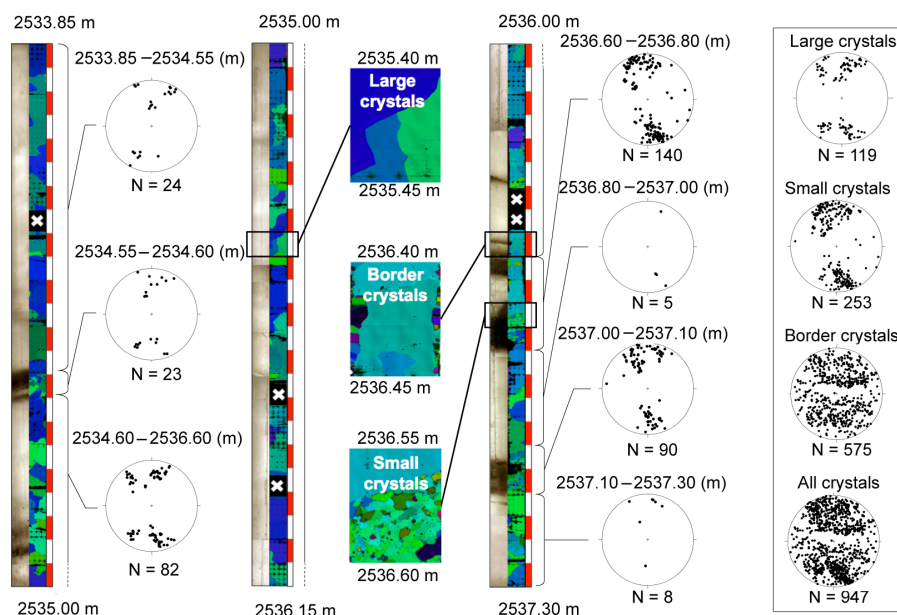 2533.85 m
2533.85 – 2534.55 (m)
N = 24
2534.55 – 2534.60 (m)
N = 23
2534.60 – 2536.60 (m)
N = 82
2535.00 m
2535.00 m
2535.40 m
Large
crystals
2535.45 m
2536.40 m
Border
crystals
2536.45 m
2536.55 m
Small
crystals
2536.60 m
2536.15 m
2536.00 m
2536.60 – 2536.80 (m)
N = 140
2536.80 – 2537.00 (m)
N = 5
2537.00 – 2537.10 (m)
N = 90
2537.10 – 2537.30 (m)
N = 8
2537.30 m
Large crystals
N = 119
Small crystals
N = 253
Border crystals
N = 575
All crystals
N = 947